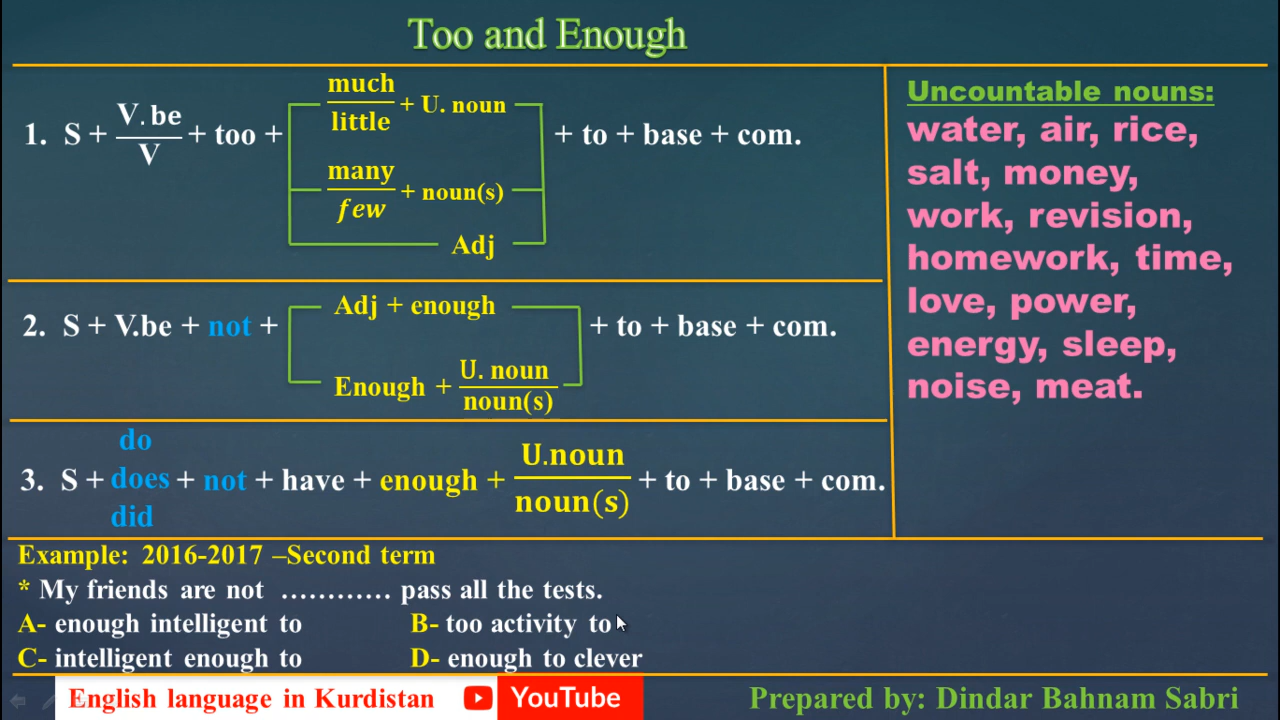 Too and Enough
1. S + V.be/V + too +
much/little + U. noun
many/few + noun(s)
Adj
+ to + base + com.
2. S + V.be + not +
Adj + enough
Enough + U. noun/noun(s)
+ to + base + com.
3. S + do/does/did + not + have + enough + U.noun/noun(s) + to + base + com.
Uncountable nouns:
water, air, rice,
salt, money,
work, revision,
homework, time,
love, power,
energy, sleep,
noise, meat.
Example: 2016-2017 –Second term
* My friends are not ………… pass all the tests.
A- enough intelligent to B- too activity to
C- intelligent enough to D- enough to clever
English language in Kurdistan YouTube Prepared by: Dindar Bahnam Sabri